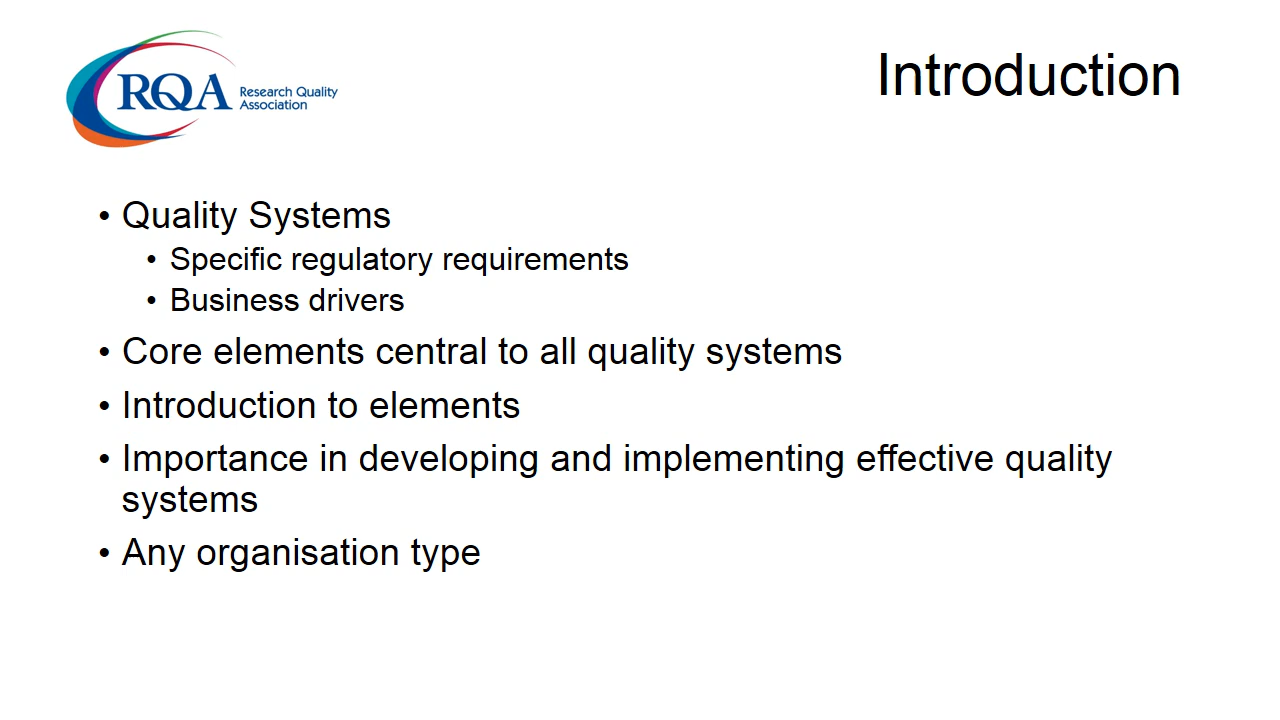 RQA Research Quality
Association
Introduction
• Quality Systems
• Specific regulatory requirements
• Business drivers
• Core elements central to all quality systems
• Introduction to elements
• Importance in developing and implementing effective quality
systems
• Any organisation type